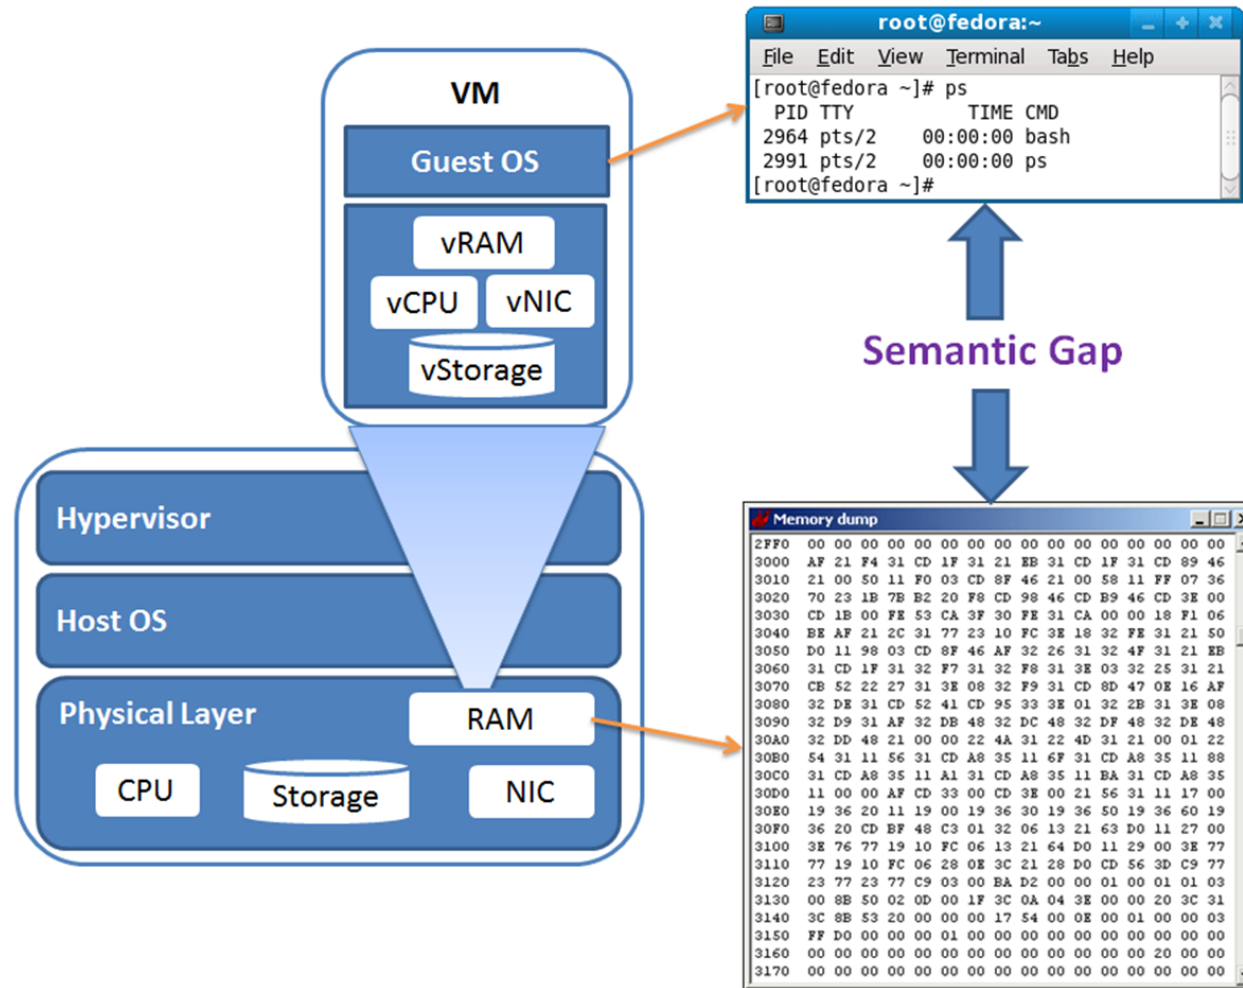 VM
Guest OS
vRAM
vCPU
vNIC
vStorage
Hypervisor
Host OS
Physical Layer
RAM
CPU
Storage
NIC
root@fedora:~
File Edit View Terminal Tabs Help
[root@fedora ~]# ps
PID TTY TIME CMD
2964 pts/2 00:00:00 bash
2991 pts/2 00:00:00 ps
[root@fedora ~]#
Semantic Gap
Memory dump
2FF0 00 00 00 00 00 00 00 00 00 00 00 00 00 00 00 00
3000 AF 21 F4 31 CD 1F 31 21 EB 31 CD 1F 31 CD 89 46
3010 21 00 50 11 F0 03 CD 8F 46 21 00 58 11 FF 07 36
3020 70 23 1B 7B B2 20 F8 CD 98 46 CD B9 46 CD 3E 00
3030 CD 1B 00 FE 53 CA 3F 30 FE 31 CA 00 00 18 F1 06
3040 BE AF 21 2C 31 77 23 10 FC 3E 18 32 FE 31 21 50
3050 D0 11 98 03 CD 8F 46 AF 32 26 31 32 4F 31 21 EB
3060 31 CD 1F 31 32 F7 31 32 F8 31 3E 03 32 25 31 21
3070 CB 52 22 27 31 3E 08 32 F9 31 CD 8D 47 0E 16 AF
3080 32 DE 31 CD 52 41 CD 95 33 3E 01 32 2B 31 3E 08
3090 32 D9 31 AF 32 DB 48 32 DC 48 32 DF 48 32 DE 48
30A0 32 DD 48 21 00 00 22 4A 31 22 4D 31 21 00 01 22
30B0 54 31 11 56 31 CD A8 35 11 6F 31 CD A8 35 11 88
30C0 31 CD A8 35 11 A1 31 CD A8 35 11 BA 31 CD A8 35
30D0 11 00 00 AF CD 33 00 CD 3E 00 21 56 31 11 17 00
30E0 19 36 20 11 19 00 19 36 30 19 36 50 19 36 60 19
30F0 36 20 CD BF 48 C3 01 32 06 13 21 63 D0 11 27 00
3100 3E 76 77 19 10 FC 06 13 21 64 D0 11 29 00 3E 77
3110 77 19 10 FC 06 28 0E 3C 21 28 D0 CD 56 3D C9 77
3120 23 77 23 77 C9 03 00 BA D2 00 00 01 00 01 01 03
3130 00 8B 50 02 0D 00 1F 3C 0A 04 3E 00 00 20 3C 31
3140 3C 8B 53 20 00 00 00 17 54 00 0E 00 01 00 00 03
3150 FF D0 00 00 00 01 00 00 00 00 00 00 00 00 00 00
3160 00 00 00 00 00 00 00 00 00 00 00 00 00 20 00 00
3170 00 00 00 00 00 00 00 00 00 00 00 00 00 00 00 00